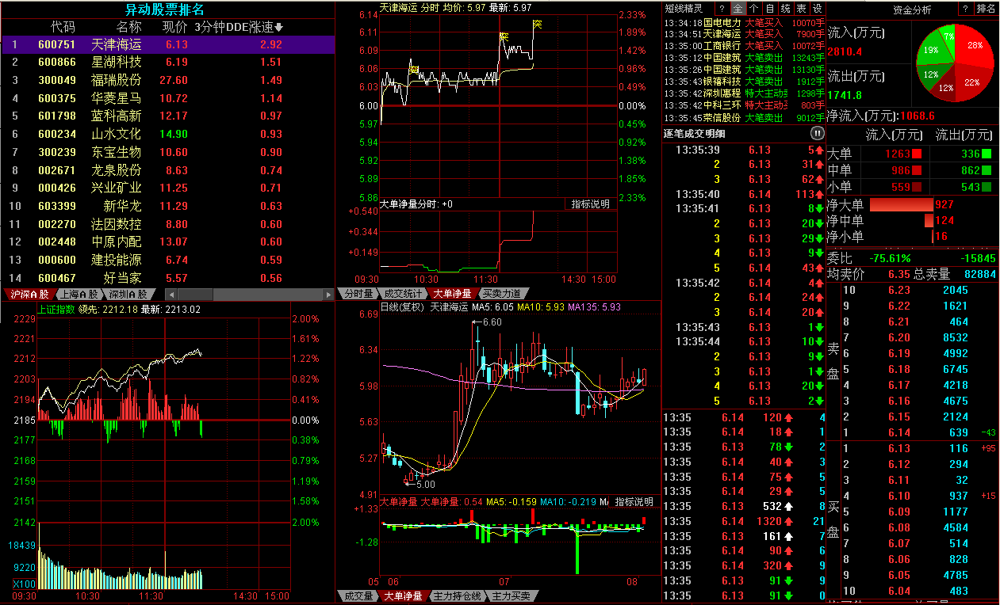 异动股票排名
代码 名称 现价 3分钟DDE涨速
1 600751 天津海运 6.13 2.92
2 600866 星湖科技 6.19 1.51
3 300049 福瑞股份 27.60 1.49
4 600375 华菱星马 10.72 1.14
5 601798 蓝科高新 12.17 0.97
6 600234 山水文化 14.90 0.93
7 300239 东宝生物 10.60 0.90
8 002671 龙泉股份 8.63 0.74
9 000426 兴业矿业 11.25 0.71
10 603399 新华龙 11.29 0.63
11 002270 法因数控 8.80 0.60
12 002448 中原内配 13.07 0.60
13 000600 建投能源 6.74 0.59
14 600467 好当家 5.57 0.56
沪深A股 上海A股 深圳A股
上证指数 领先: 2212.18 最新: 2213.02
2229 2.00%
2221 1.61%
2212 1.22%
2203 0.82%
2194 0.41%
2185 0.00%
2177 0.38%
2168 0.79%
2159 1.19%
2151 1.58%
2142 2.00%
18439
9220
X100
09:30 10:30 11:30 14:30 15:00
天津海运 分时 均价: 5.97 最新: 5.97
6.14 2.33%
6.11 1.89%
6.08 1.42%
6.06 0.96%
6.03 0.49%
6.00 0.00%
5.97 0.45%
5.94 0.92%
5.92 1.38%
5.89 1.85%
5.86 2.33%
突
突
大单净量分时: +0 指标说明
+0.540
+0.344
+0.149
09:30 10:30 11:30 14:30 15:00
分时量 成交统计 大单净量 买卖力道
日线(复权) 天津海运 MA5: 6.05 MA10: 5.93 MA135: 5.93
6.69
6.34
5.98
5.63
5.27
4.91
6.60
5.00
大单净量 大单净量: 0.54 MA5: -0.159 MA10: -0.219 指标说明
+1.33
-1.28
05 06 07 08
成交量 大单净量 主力持仓线 主力买卖
短线精灵 ? 全 个 自 统 表 设
13:34:18 国电电力 大笔买入 10070手
13:34:51 天津海运 大笔买入 7900手
13:35:00 工商银行 大笔买入 10072手
13:35:12 中国建筑 大笔卖出 13243手
13:35:26 中国建筑 大笔卖出 13130手
13:35:43 银禧科技 大笔卖出 1912手
13:35:42 深圳惠程 特大主动 1298手
13:35:42 中科三环 特大主动 803手
13:35:45 荣信股份 大笔卖出 9012手
逐笔成交明细
13:35:39 6.13 5
2 6.13 31
3 6.13 62
13:35:40 6.14 113
13:35:41 6.13 8
2 6.13 20
3 6.13 29
4 6.13 9
5 6.13 43
13:35:42 6.14 4
2 6.14 24
3 6.14 20
13:35:43 6.13 1
13:35:44 6.13 10
2 6.13 9
3 6.13 1
4 6.13 20
5 6.13 2
13:35 6.14 120 4
13:35 6.14 18 1
13:35 6.13 78 2
13:35 6.14 40 3
13:35 6.14 75 5
13:35 6.14 29 5
13:35 6.13 532 8
13:35 6.14 1320 21
13:35 6.13 161 7
13:35 6.14 90 6
13:35 6.14 320 9
13:35 6.13 91 9
13:35 6.13 91 0
资金分析 ? 排名
流入(万元)
2810.4
流出(万元)
1741.8
28%
22%
12%
12%
19%
7%
净流入(万元):1068.6
流入(万元) 流出(万元)
大单 1263 336
中单 986 862
小单 559 543
净大单 927
净中单 124
净小单 16
委比 -75.61% -15845
均卖价 6.35 总卖量 82884
卖盘
10 6.23 2045
9 6.22 1621
8 6.21 464
7 6.20 8532
6 6.19 4992
5 6.18 6745
4 6.17 4218
3 6.16 4675
2 6.15 2124
1 6.14 639 -43
买盘
1 6.13 116 +95
2 6.12 294
3 6.11 32
4 6.10 937 +15
5 6.09 1177
6 6.08 4584
7 6.07 514
8 6.06 828
9 6.05 4785
10 6.04 483